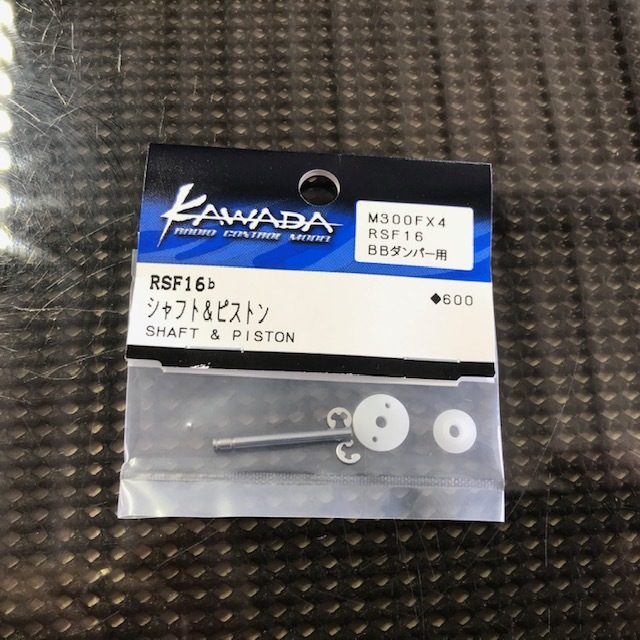 KAWADA
RADIO CONTROL MODEL
M300FX4
RSF16
BBダンパー用
RSF16b
◆600
シャフト&ピストン
SHAFT & PISTON